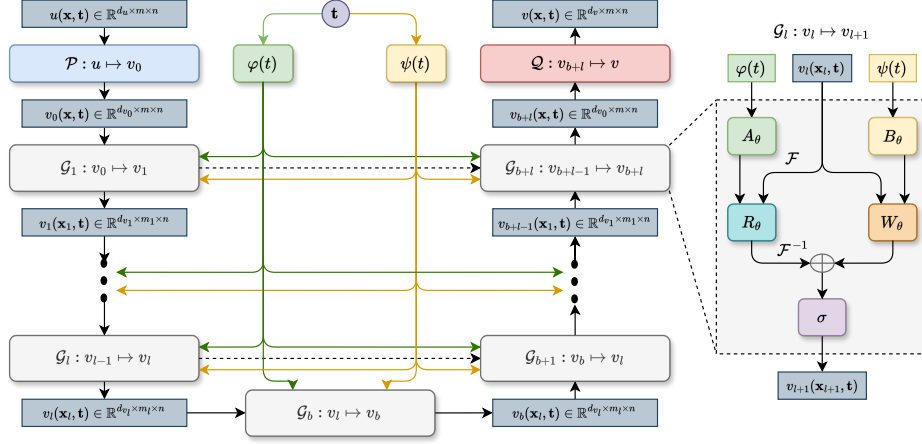 u(𝐱, 𝐭) ∈ ℝ^{d_u×m×n}
𝒫 : u ↦ v_0
v_0(𝐱, 𝐭) ∈ ℝ^{d_{v_0}×m×n}
𝒢_1 : v_0 ↦ v_1
v_1(𝐱_1, 𝐭) ∈ ℝ^{d_{v_1}×m_1×n}
𝒢_l : v_{l−1} ↦ v_l
v_l(𝐱_l, 𝐭) ∈ ℝ^{d_{v_l}×m_l×n}
𝐭
φ(t)
ψ(t)
𝒢_b : v_l ↦ v_b
v(𝐱, 𝐭) ∈ ℝ^{d_v×m×n}
𝒬 : v_{b+l} ↦ v
v_{b+l}(𝐱, 𝐭) ∈ ℝ^{d_{v_0}×m×n}
𝒢_{b+l} : v_{b+l−1} ↦ v_{b+l}
v_{b+l−1}(𝐱_1, 𝐭) ∈ ℝ^{d_{v_1}×m_1×n}
𝒢_{b+1} : v_b ↦ v_l
v_b(𝐱_l, 𝐭) ∈ ℝ^{d_{v_l}×m_l×n}
𝒢_l : v_l ↦ v_{l+1}
φ(t)
v_l(𝐱_l, 𝐭)
ψ(t)
A_θ
B_θ
ℱ
R_θ
W_θ
ℱ^{−1}
σ
v_{l+1}(𝐱_{l+1}, 𝐭)